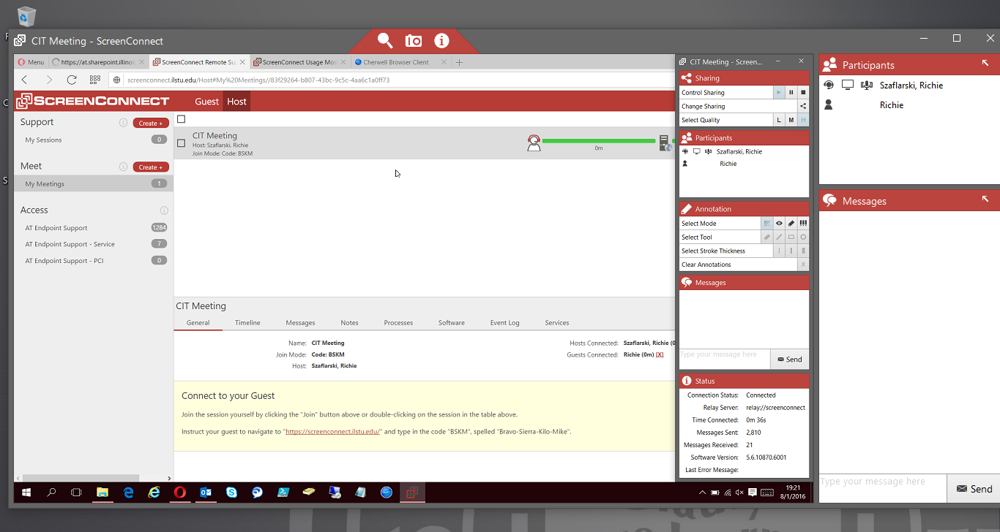 CIT Meeting - ScreenConnect
Menu
https://at.sharepoint.illinois
ScreenConnect Remote Su
ScreenConnect Usage Mod
Cherwell Browser Client
screenconnect.ilstu.edu/Host#My%20Meetings//83f29264-b807-43bc-9c5c-4aa6c1a0ff73
SCREENCONNECT
Guest
Host
Support
Create +
My Sessions
0
Meet
Create +
My Meetings
1
Access
AT Endpoint Support
1284
AT Endpoint Support - Service
7
AT Endpoint Support - PCI
0
CIT Meeting
Host: Szaflarski, Richie
Join Mode: Code: BSKM
0m
CIT Meeting
General Timeline Messages Notes Processes Software Event Log Services
Name: CIT Meeting
Join Mode: Code: BSKM
Host: Szaflarski, Richie
Hosts Connected: Szaflarski, Richie (0
Guests Connected: Richie (0m) [X]
Connect to your Guest
Join the session yourself by clicking the "Join" button above or double-clicking on the session in the table above.
Instruct your guest to navigate to "https://screenconnect.ilstu.edu/" and type in the code "BSKM", spelled "Bravo-Sierra-Kilo-Mike".
CIT Meeting - Screen...
Sharing
Control Sharing
Change Sharing
Select Quality L M H
Participants
Szaflarski, Richie
Richie
Annotation
Select Mode
Select Tool
Select Stroke Thickness
Clear Annotations X
Messages
Type your message here
Send
Status
Connection Status: Connected
Relay Server: relay://screenconnect
Time Connected: 0m 36s
Messages Sent: 2,810
Messages Received: 21
Software Version: 5.6.10870.6001
Last Error Message:
19:21
8/1/2016
Participants
Szaflarski, Richie
Richie
Messages
Type your message here
Send